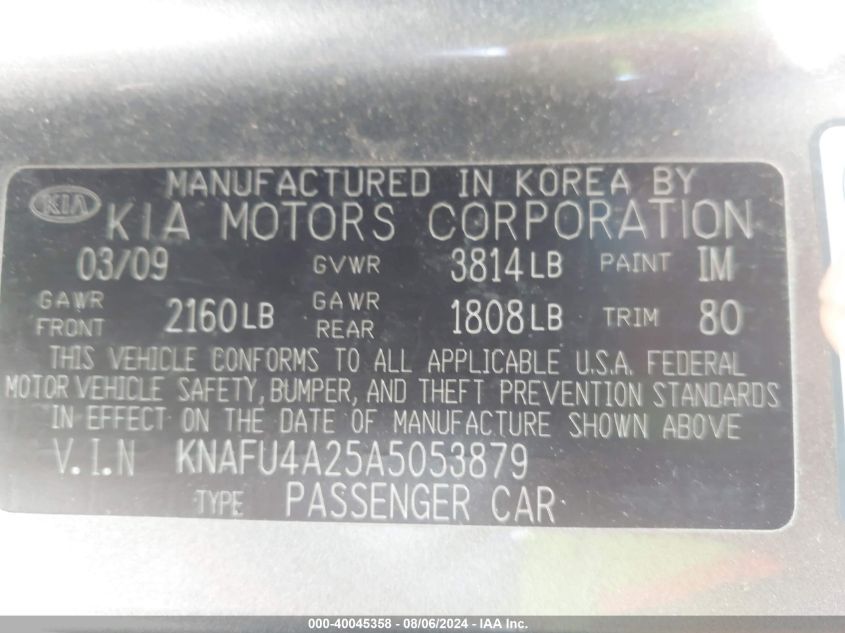 MANUFACTURED IN KOREA BY
KIA KIA MOTORS CORPORATION
03/09 GVWR 3814LB PAINT IM
GAWR FRONT 2160LB GAWR REAR 1808LB TRIM 80
THIS VEHICLE CONFORMS TO ALL APPLICABLE U.S.A. FEDERAL
MOTOR VEHICLE SAFETY, BUMPER, AND THEFT PREVENTION STANDARDS
IN EFFECT ON THE DATE OF MANUFACTURE SHOWN ABOVE
V.I.N KNAFU4A25A5053879
TYPE PASSENGER CAR
000-40045358 - 08/06/2024 - IAA Inc.